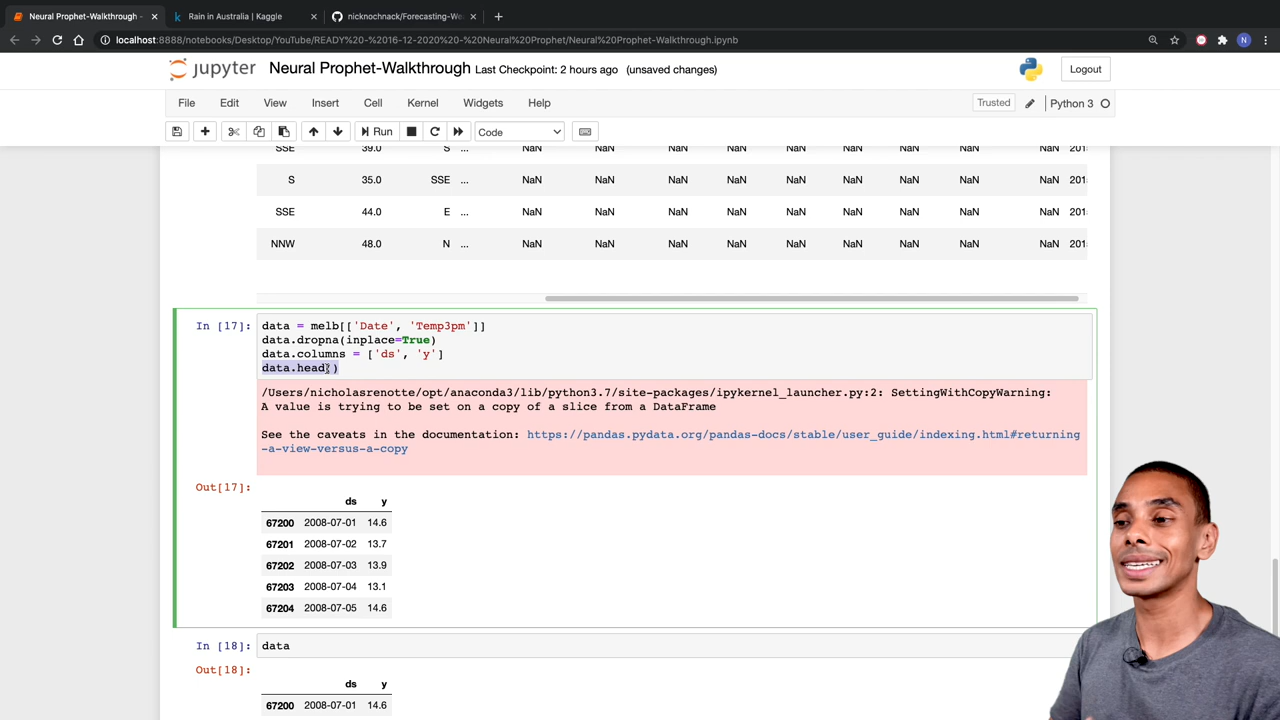 Neural Prophet-Walkthrough -
Rain in Australia | Kaggle
nicknochnack/Forecasting-We
localhost:8888/notebooks/Desktop/YouTube/READY%20-%2016-12-2020%20-%20Neural%20Prophet/Neural%20Prophet-Walkthrough.ipynb
N
jupyter Neural Prophet-Walkthrough Last Checkpoint: 2 hours ago (unsaved changes)
Logout
File Edit View Insert Cell Kernel Widgets Help
Trusted Python 3
Run Code
SSE 39.0 S ... NaN NaN NaN NaN NaN NaN NaN NaN 201
S 35.0 SSE ... NaN NaN NaN NaN NaN NaN NaN NaN 201
SSE 44.0 E ... NaN NaN NaN NaN NaN NaN NaN NaN 201
NNW 48.0 N ... NaN NaN NaN NaN NaN NaN NaN NaN 201
In [17]: data = melb[['Date', 'Temp3pm']]
data.dropna(inplace=True)
data.columns = ['ds', 'y']
data.head()
/Users/nicholasrenotte/opt/anaconda3/lib/python3.7/site-packages/ipykernel_launcher.py:2: SettingWithCopyWarning:
A value is trying to be set on a copy of a slice from a DataFrame
See the caveats in the documentation: https://pandas.pydata.org/pandas-docs/stable/user_guide/indexing.html#returning
-a-view-versus-a-copy
Out[17]:
ds y
67200 2008-07-01 14.6
67201 2008-07-02 13.7
67202 2008-07-03 13.9
67203 2008-07-04 13.1
67204 2008-07-05 14.6
In [18]: data
Out[18]:
ds y
67200 2008-07-01 14.6